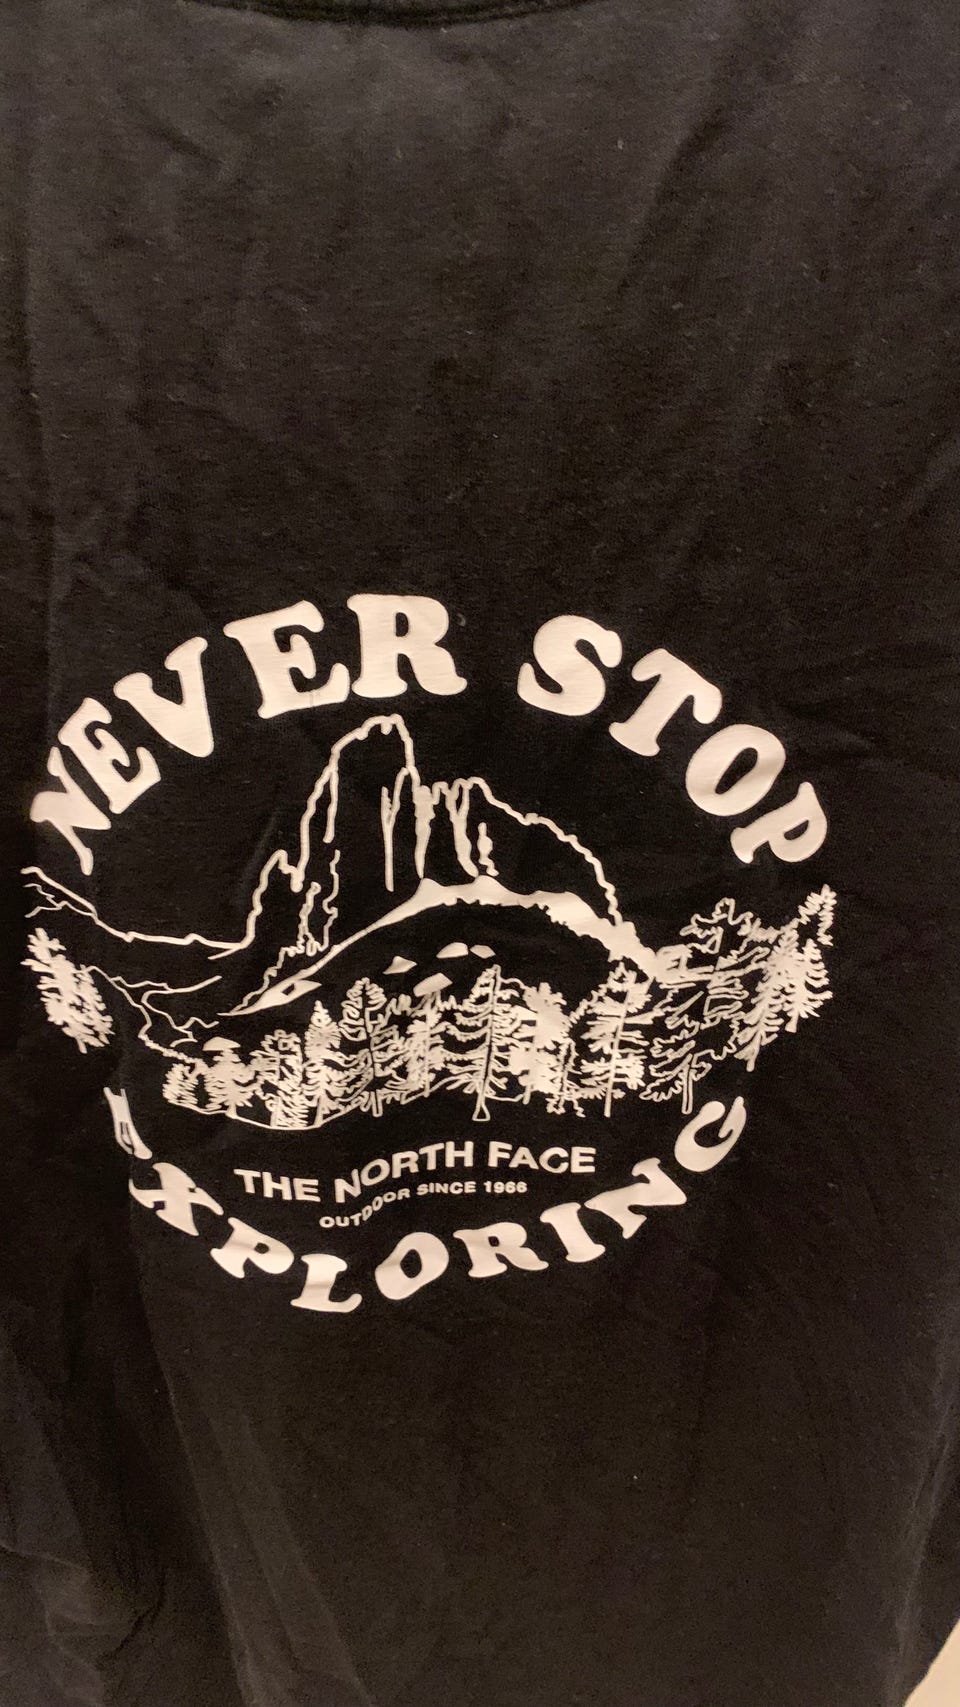 NEVER STOP
THE NORTH FACE
OUTDOOR SINCE 1966
EXPLORING